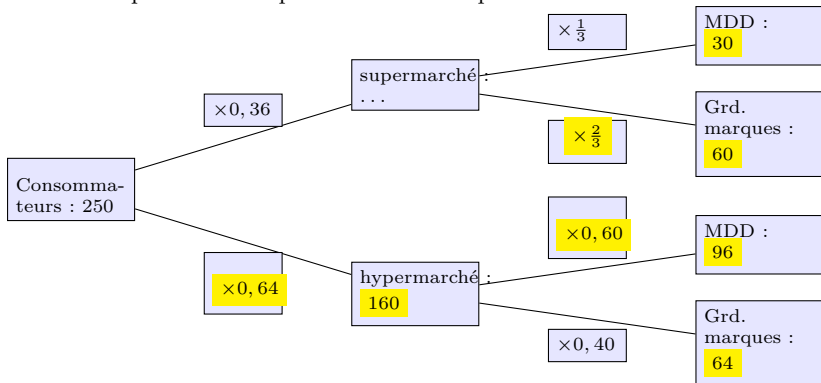 × 1/3
MDD :
30
supermarché :
. . .
×0, 36
Grd.
marques :
60
× 2/3
Consomma-
teurs : 250
×0, 60
MDD :
96
×0, 64
hypermarché :
160
×0, 40
Grd.
marques :
64